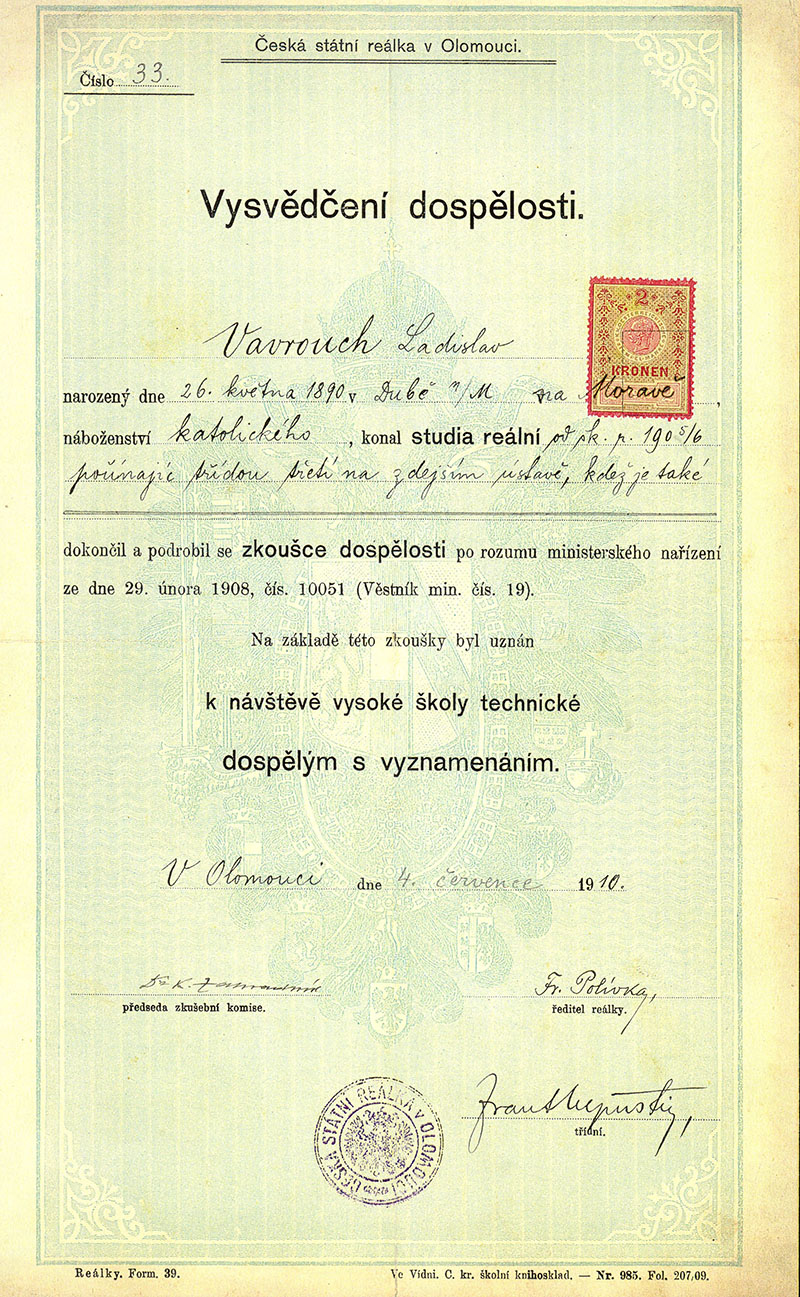 Česká státní reálka v Olomouci.
Číslo 33.
Vysvědčení dospělosti.
2
KRONEN
Vavrouch Ladislav
narozený dne 26. května 1890 v Dubě n/M na Moravě,
náboženství katolického, konal studia reální od šk. r. 1905/6
počínajíc třídou třetí na zdejším ústavě, kdež je také
dokončil a podrobil se zkoušce dospělosti po rozumu ministerského nařízení
ze dne 29. února 1908, čís. 10051 (Věstník min. čís. 19).
Na základě této zkoušky byl uznán
k návštěvě vysoké školy technické
dospělým s vyznamenáním.
V Olomouci dne 4. července 1910.
Dr K. Zahradník
Fr. Polívka,
předseda zkušební komise.
ředitel reálky.
třídní.
ČESKÁ STÁTNÍ REÁLKA V OLOMOUCI
Reálky. Form. 39.
Ve Vídni. C. kr. školní knihosklad. — Nr. 985. Fol. 207/09.